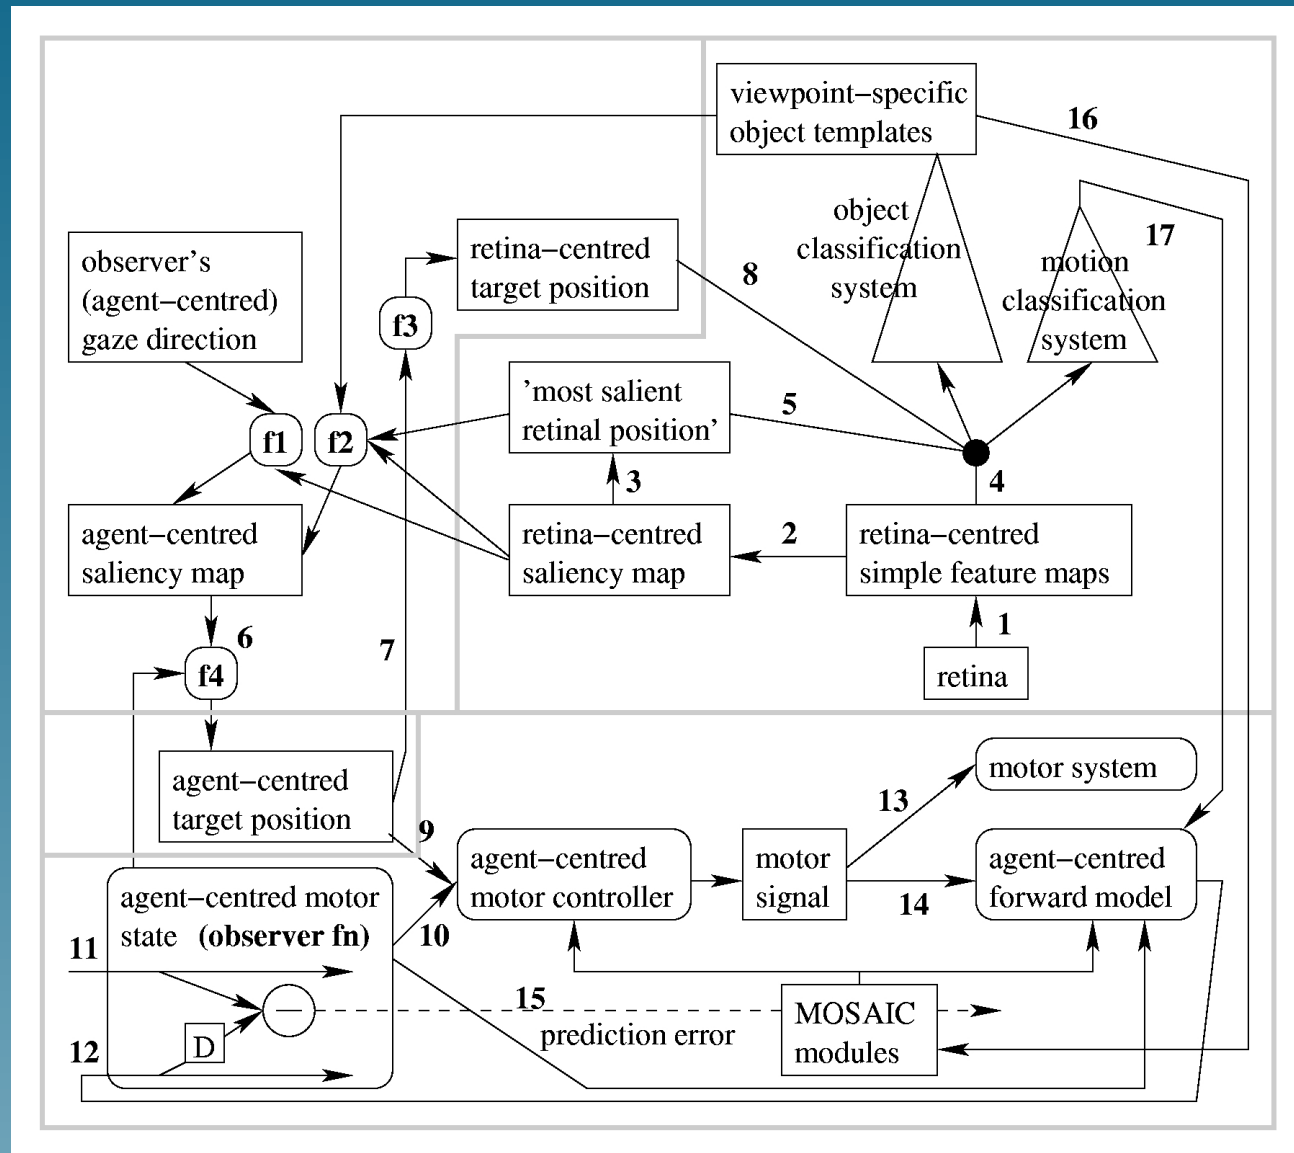 viewpoint−specific
object templates
16
object
classification
system
17
motion
classification
system
observer's
(agent−centred)
gaze direction
retina−centred
target position
8
f3
'most salient
retinal position'
5
f1
f2
3
4
agent−centred
saliency map
retina−centred
saliency map
2
retina−centred
simple feature maps
1
retina
6
7
f4
agent−centred
target position
9
motor system
13
agent−centred
motor controller
motor
signal
agent−centred
forward model
14
agent−centred motor
state (observer fn)
10
11
15
prediction error
MOSAIC
modules
D
12